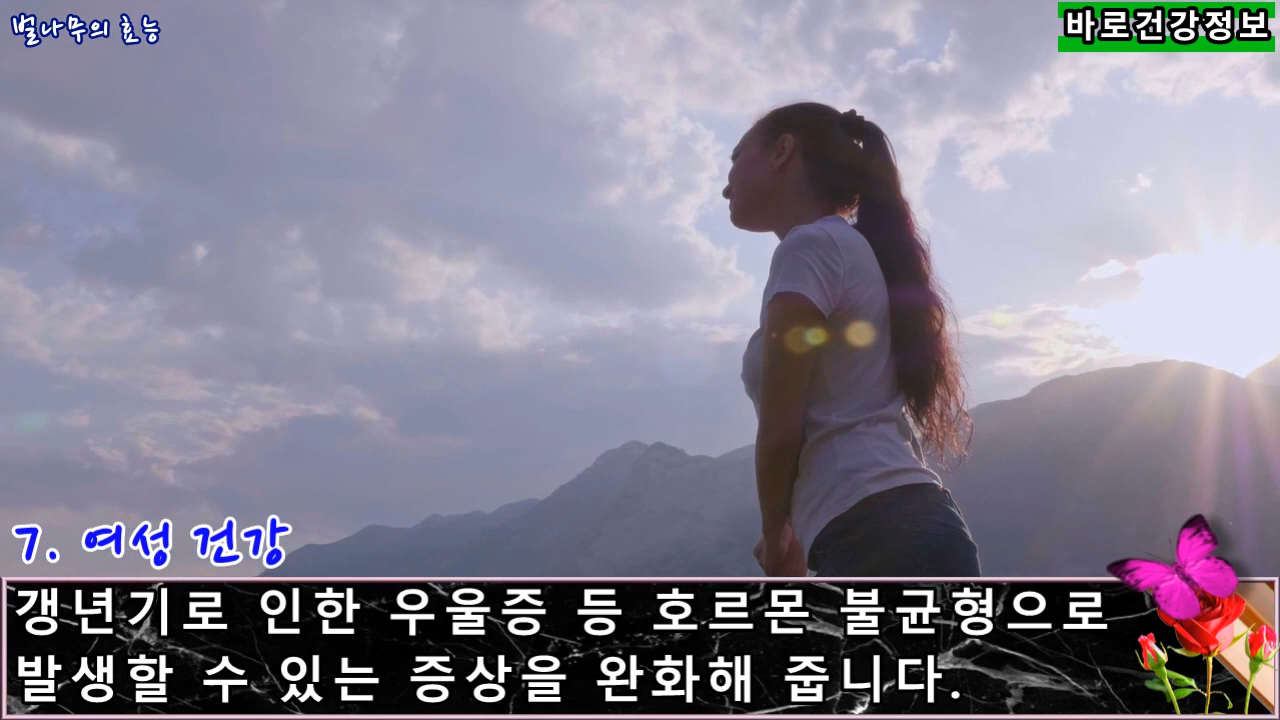 벌나무의 효능
바로건강정보
7. 여성 건강
갱년기로 인한 우울증 등 호르몬 불균형으로
발생할 수 있는 증상을 완화해 줍니다.